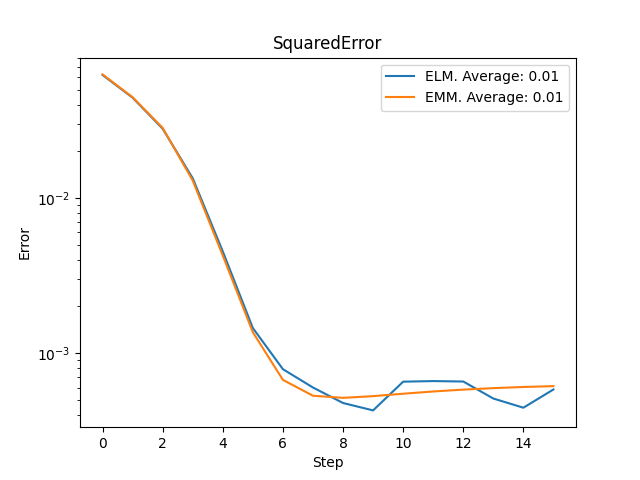 SquaredError
ELM. Average: 0.01
EMM. Average: 0.01
10⁻²
10⁻³
Error
0 2 4 6 8 10 12 14
Step